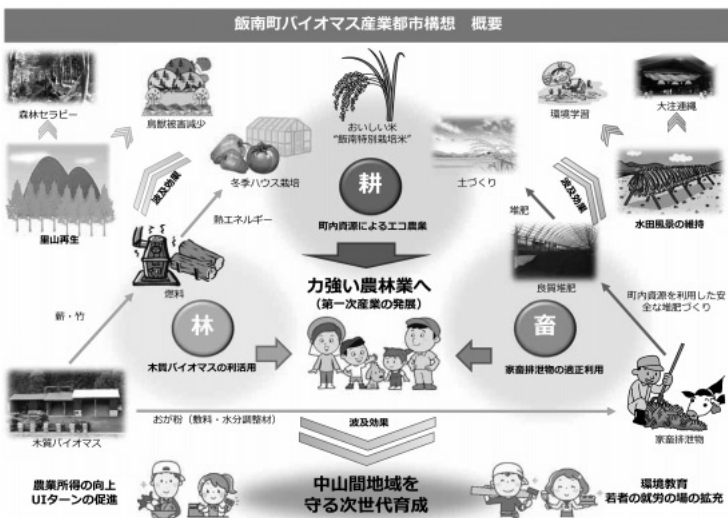 飯南町バイオマス産業都市構想　概要
森林セラピー
鳥獣被害減少
おいしい米
“飯南特別栽培米”
環境学習
大注連縄
里山再生
波及効果
冬季ハウス栽培
耕
土づくり
波及効果
水田風景の維持
熱エネルギー
町内資源によるエコ農業
堆肥
燃料
力強い農林業へ
（第一次産業の発展）
良質堆肥
薪・竹
林
畜
町内資源を利用した安
全な堆肥づくり
木質バイオマスの利活用
家畜排泄物の適正利用
木質バイオマス
おが粉（敷料・水分調整材）
波及効果
家畜排泄物
農業所得の向上
UIターンの促進
中山間地域を
守る次世代育成
環境教育
若者の就労の場の拡充